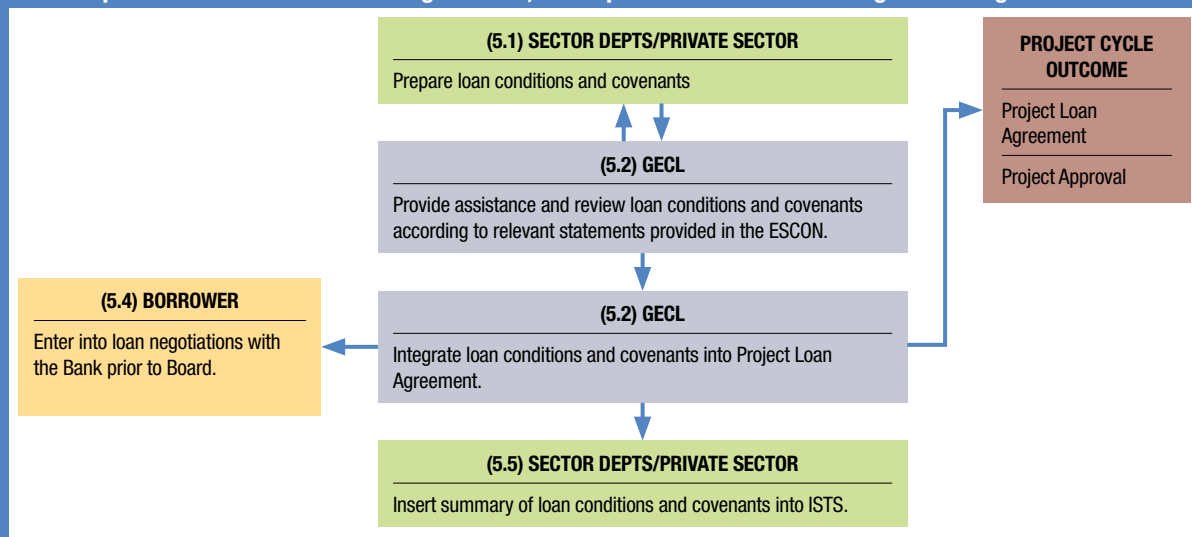 (5.1) SECTOR DEPTS/PRIVATE SECTOR
Prepare loan conditions and covenants
PROJECT CYCLE
OUTCOME
Project Loan
Agreement
Project Approval
(5.2) GECL
Provide assistance and review loan conditions and covenants
according to relevant statements provided in the ESCON.
(5.4) BORROWER
Enter into loan negotiations with
the Bank prior to Board.
(5.2) GECL
Integrate loan conditions and covenants into Project Loan
Agreement.
(5.5) SECTOR DEPTS/PRIVATE SECTOR
Insert summary of loan conditions and covenants into ISTS.